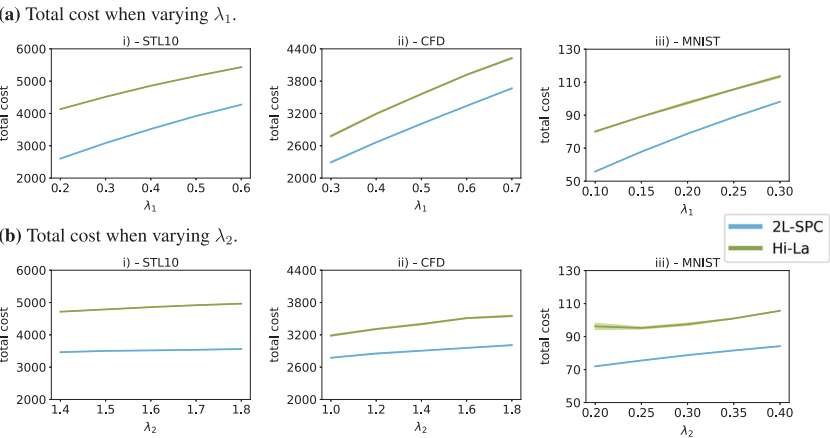 (a) Total cost when varying λ1.
i) - STL10
ii) - CFD
iii) - MNIST
total cost
6000
5000
4000
3000
2000
0.2 0.3 0.4 0.5 0.6
λ1
total cost
4400
3800
3200
2600
2000
0.3 0.4 0.5 0.6 0.7
λ1
total cost
130
110
90
70
50
0.10 0.15 0.20 0.25 0.30
λ1
2L-SPC
Hi-La
(b) Total cost when varying λ2.
i) - STL10
ii) - CFD
iii) - MNIST
total cost
6000
5000
4000
3000
2000
1.4 1.5 1.6 1.7 1.8
λ2
total cost
4400
3800
3200
2600
2000
1.0 1.2 1.4 1.6 1.8
λ2
total cost
130
110
90
70
50
0.20 0.25 0.30 0.35 0.40
λ2